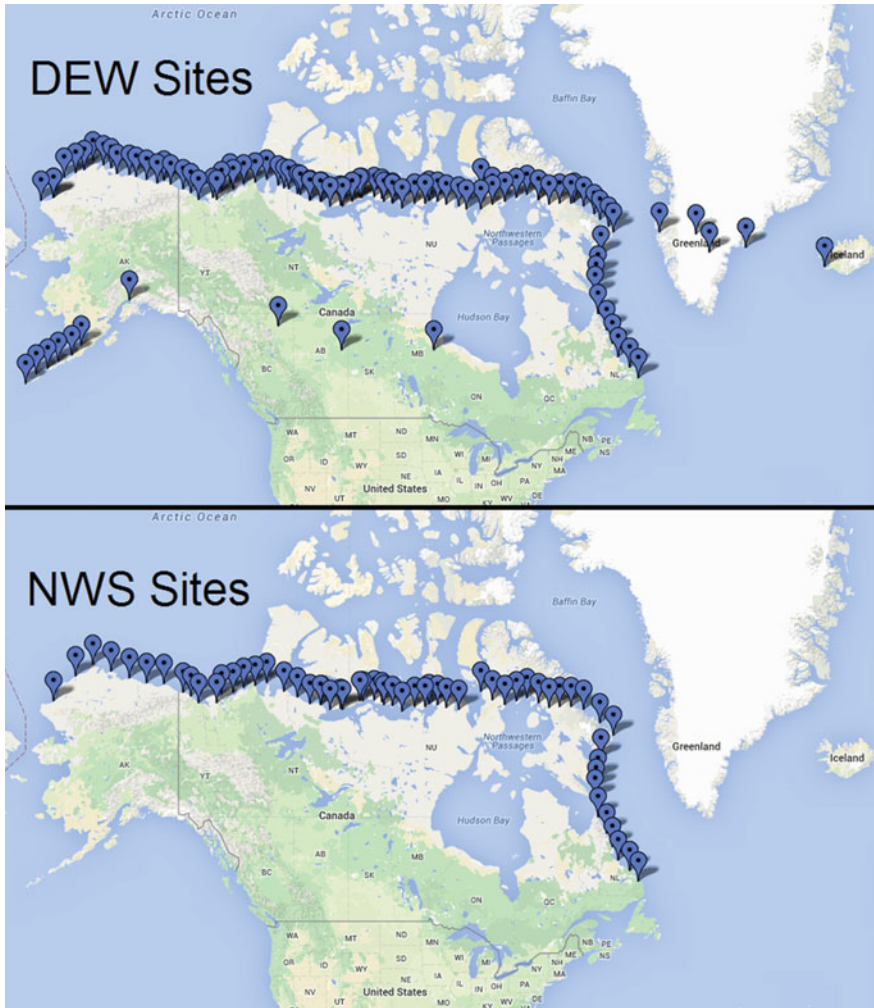 Arctic Ocean
DEW Sites
Baffin Bay
AK
YT
NT
NU
Northwestern
Passages
Greenland
Iceland
Canada
Hudson Bay
BC
AB
SK
MB
ON
QC
NL
WA
MT
ND
MN
NB
PE
OR
ID
WY
SD
WI
MI
NY
NH
ME
NS
MA
NV
UT
NE
IA
IL
IN
OH
PA
United States
MO
KY
WV
DE
Arctic Ocean
NWS Sites
Baffin Bay
AK
YT
NT
NU
Northwestern
Passages
Greenland
Iceland
Canada
Hudson Bay
BC
AB
SK
MB
ON
QC
NL
WA
MT
ND
MN
NB
PE
OR
ID
WY
SD
WI
MI
NY
NH
ME
NS
MA
NV
UT
NE
IA
IL
IN
OH
PA
United States
MO
KY
WV
DE